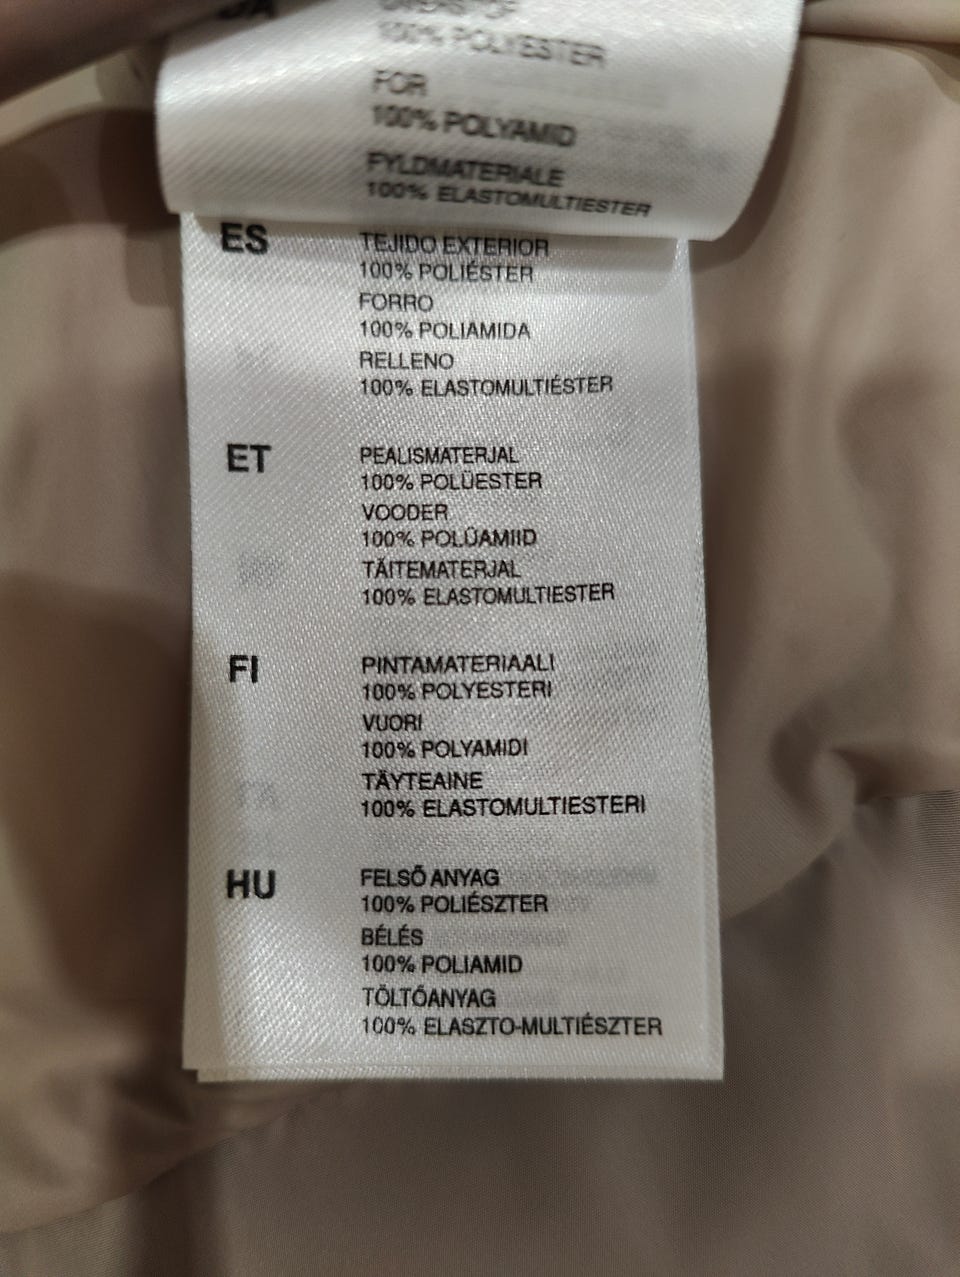 100% POLYESTER
FOR
100% POLYAMID
FYLDMATERIALE
100% ELASTOMULTIESTER
ES TEJIDO EXTERIOR
100% POLIÉSTER
FORRO
100% POLIAMIDA
RELLENO
100% ELASTOMULTIÉSTER
ET PEALISMATERJAL
100% POLÜESTER
VOODER
100% POLÜAMIID
TÄITEMATERJAL
100% ELASTOMULTIESTER
FI PINTAMATERIAALI
100% POLYESTERI
VUORI
100% POLYAMIDI
TÄYTEAINE
100% ELASTOMULTIESTERI
HU FELSŐ ANYAG
100% POLIÉSZTER
BÉLÉS
100% POLIAMID
TÖLTŐANYAG
100% ELASZTO-MULTIÉSZTER